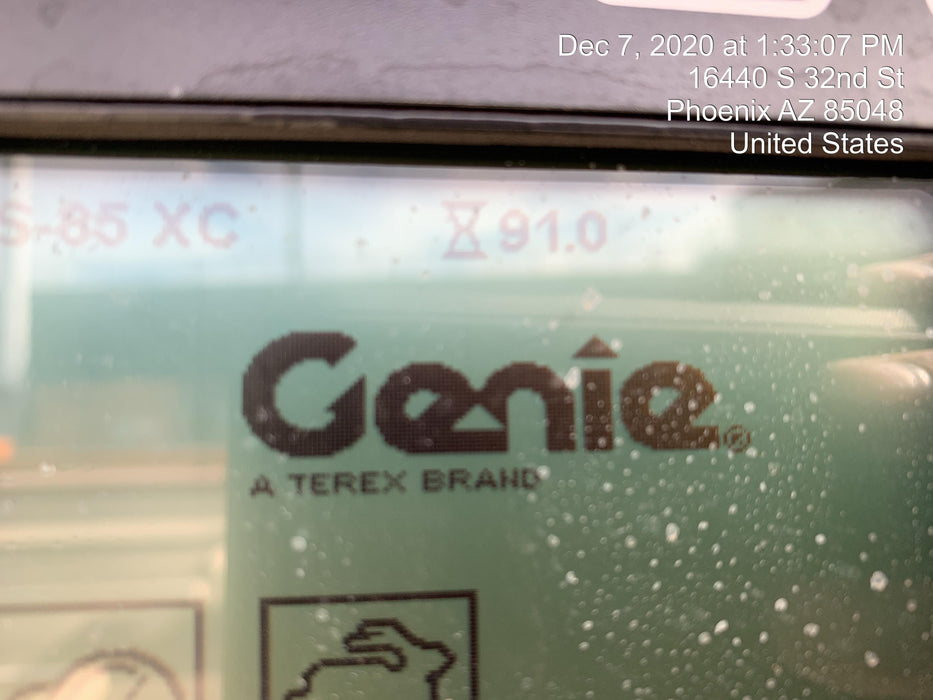 Dec 7, 2020 at 1:33:07 PM
16440 S 32nd St
Phoenix AZ 85048
United States
S-85 XC
91.0
Genie®
A TEREX BRAND